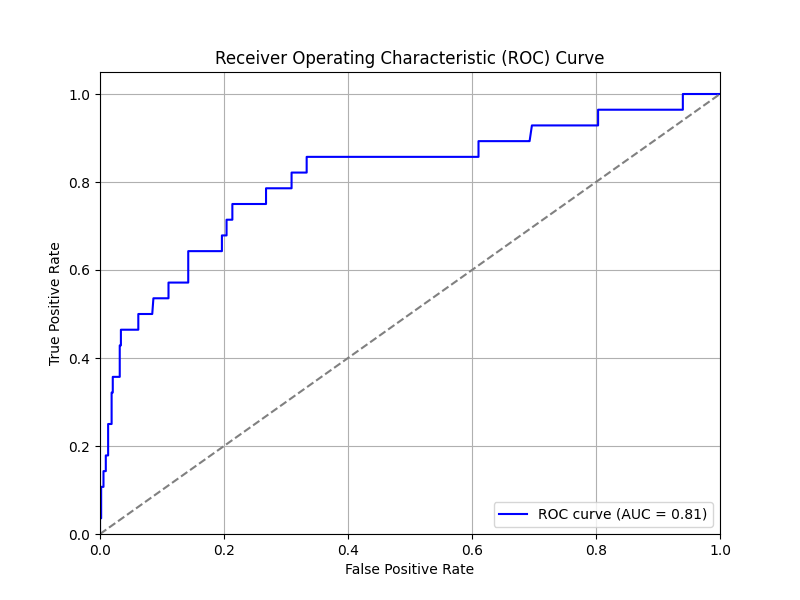 Receiver Operating Characteristic (ROC) Curve
1.0
0.8
0.6
0.4
0.2
0.0
True Positive Rate
ROC curve (AUC = 0.81)
0.0 0.2 0.4 0.6 0.8 1.0
False Positive Rate